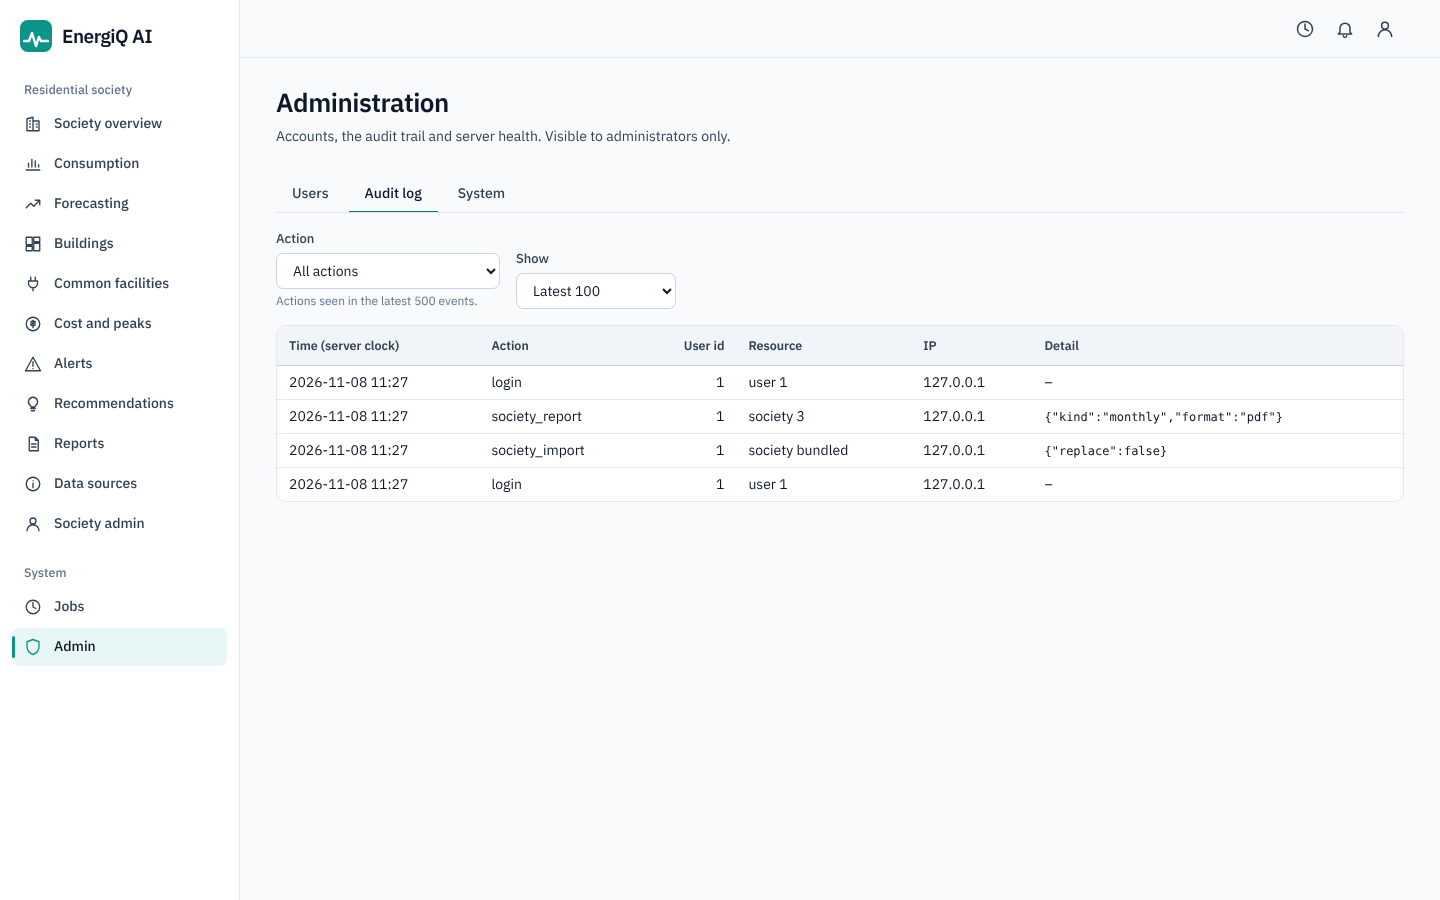 EnergiQ AI
Residential society
Society overview
Consumption
Forecasting
Buildings
Common facilities
Cost and peaks
Alerts
Recommendations
Reports
Data sources
Society admin
System
Jobs
Admin
Administration
Accounts, the audit trail and server health. Visible to administrators only.
Users Audit log System
Action
All actions
Actions seen in the latest 500 events.
Show
Latest 100
Time (server clock) Action User id Resource IP Detail
2026-11-08 11:27 login 1 user 1 127.0.0.1 –
2026-11-08 11:27 society_report 1 society 3 127.0.0.1 {"kind":"monthly","format":"pdf"}
2026-11-08 11:27 society_import 1 society bundled 127.0.0.1 {"replace":false}
2026-11-08 11:27 login 1 user 1 127.0.0.1 –